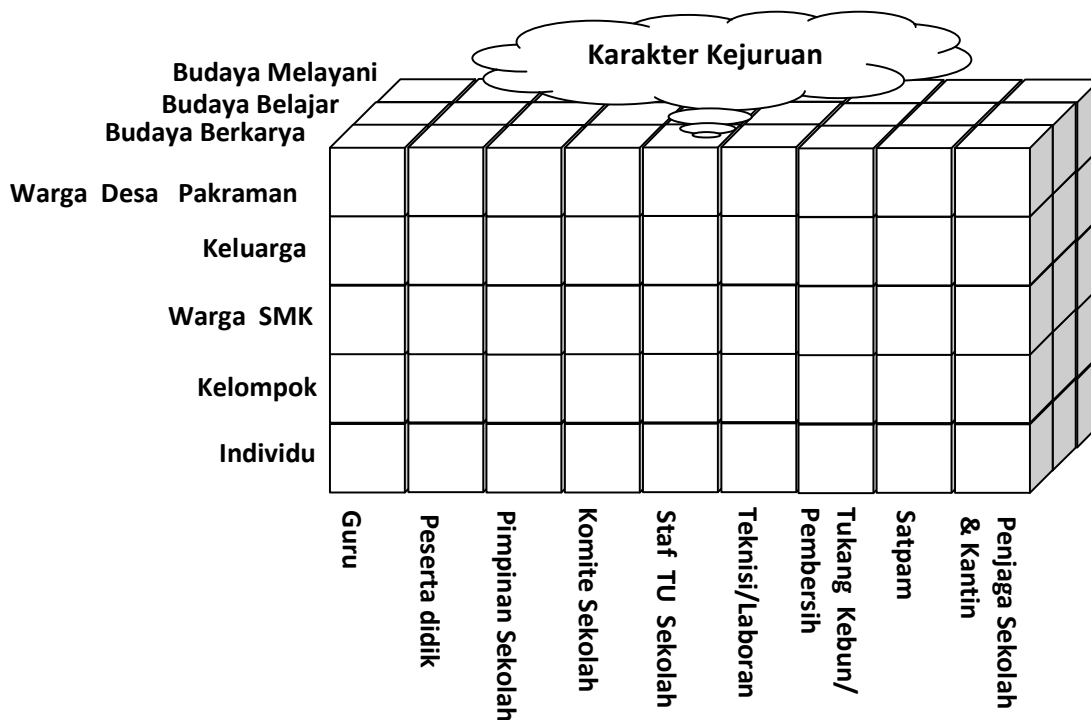 Karakter Kejuruan
Budaya Melayani
Budaya Belajar
Budaya Berkarya
Warga Desa Pakraman
Keluarga
Warga SMK
Kelompok
Individu
Guru
Peserta didik
Pimpinan Sekolah
Komite Sekolah
Staf TU Sekolah
Teknisi/Laboran
Tukang Kebun/
Pembersih
Satpam
Penjaga Sekolah
& Kantin